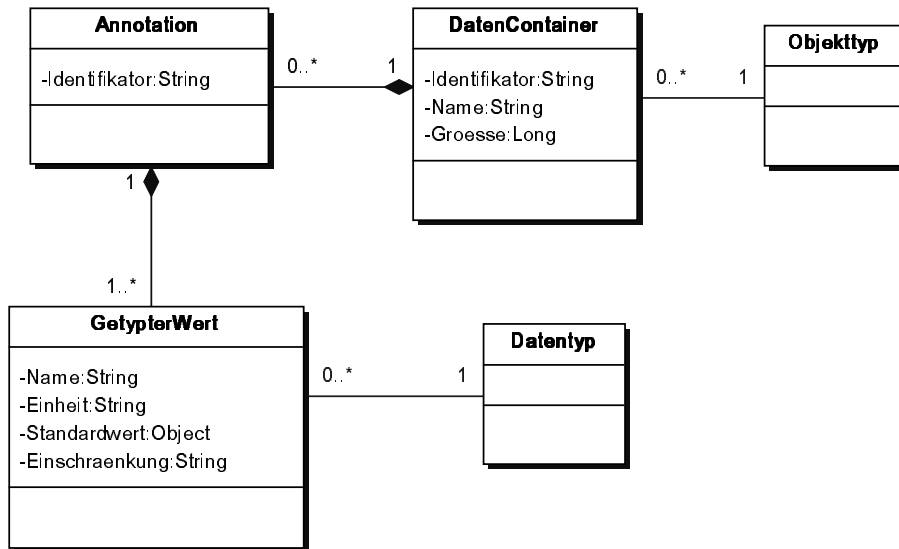 Annotation
-Identifikator:String
0..*
1
DatenContainer
-Identifikator:String
-Name:String
-Groesse:Long
0..*
1
Objekttyp
1
1..*
GetypterWert
-Name:String
-Einheit:String
-Standardwert:Object
-Einschraenkung:String
0..*
1
Datentyp